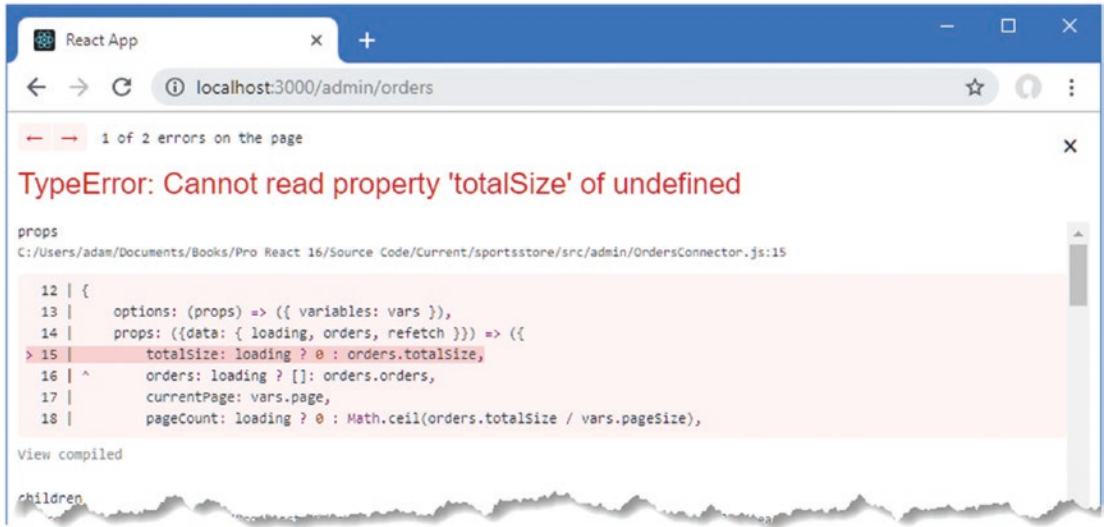 React App
localhost:3000/admin/orders
← → 1 of 2 errors on the page
TypeError: Cannot read property 'totalSize' of undefined
props
C:/Users/adam/Documents/Books/Pro React 16/Source Code/Current/sportsstore/src/admin/OrdersConnector.js:15
12 | {
13 |     options: (props) => ({ variables: vars }),
14 |     props: ({data: { loading, orders, refetch }}) => ({
> 15 |         totalSize: loading ? 0 : orders.totalSize,
16 | ^       orders: loading ? []: orders.orders,
17 |         currentPage: vars.page,
18 |         pageCount: loading ? 0 : Math.ceil(orders.totalSize / vars.pageSize),
View compiled
children